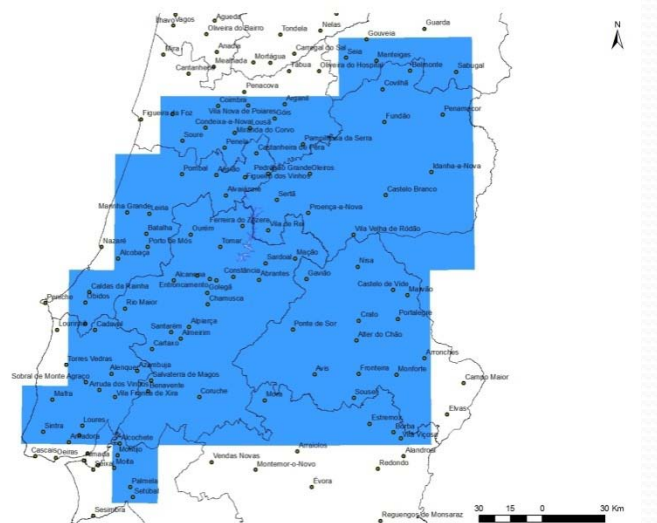 Ílhavo Vagos Águeda
Oliveira do Bairro Tondela Nelas Guarda
Mira Anadia Mortágua Carregal do Sal Gouveia N
Mealhada Seia Manteigas
Cantanhede Tábua Oliveira do Hospital Belmonte Sabugal
Penacova Covilhã
Coimbra Arganil
Figueira da Foz Vila Nova de Poiares Góis Fundão Penamacor
Condeixa-a-Nova Lousã
Soure Miranda do Corvo
Penela Castanheira de Pera Pampilhosa da Serra
Pombal Ansião Pedrógão Grande Oleiros Idanha-a-Nova
Figueiró dos Vinhos
Alvaiázere Sertã Castelo Branco
Marinha Grande Leiria Proença-a-Nova
Batalha Ourém Ferreira do Zêzere Vila de Rei Vila Velha de Ródão
Nazaré Porto de Mós Tomar
Alcobaça Sardoal Mação Nisa
Alcanena Constância Abrantes Gavião
Entroncamento Castelo de Vide
Caldas da Rainha Golegã Marvão
Peniche Óbidos Chamusca
Rio Maior Crato Portalegre
Lourinhã Cadaval Santarém Alpiarça Ponte de Sor
Almeirim Alter do Chão
Cartaxo Arronches
Torres Vedras
Alenquer Azambuja Avis Fronteira Monforte
Sobral de Monte Agraço Salvaterra de Magos Campo Maior
Arruda dos Vinhos Benavente
Mafra Vila Franca de Xira Coruche Mora Sousel
Elvas
Loures Estremoz
Sintra Borba
Amadora Alcochete Vila Viçosa
Cascais Oeiras Almada Montijo Arraiolos Alandroal
Seixal Moita Vendas Novas Montemor-o-Novo Redondo
Palmela Évora
Setúbal
Sesimbra Reguengos de Monsaraz
30 15 0 30 Km